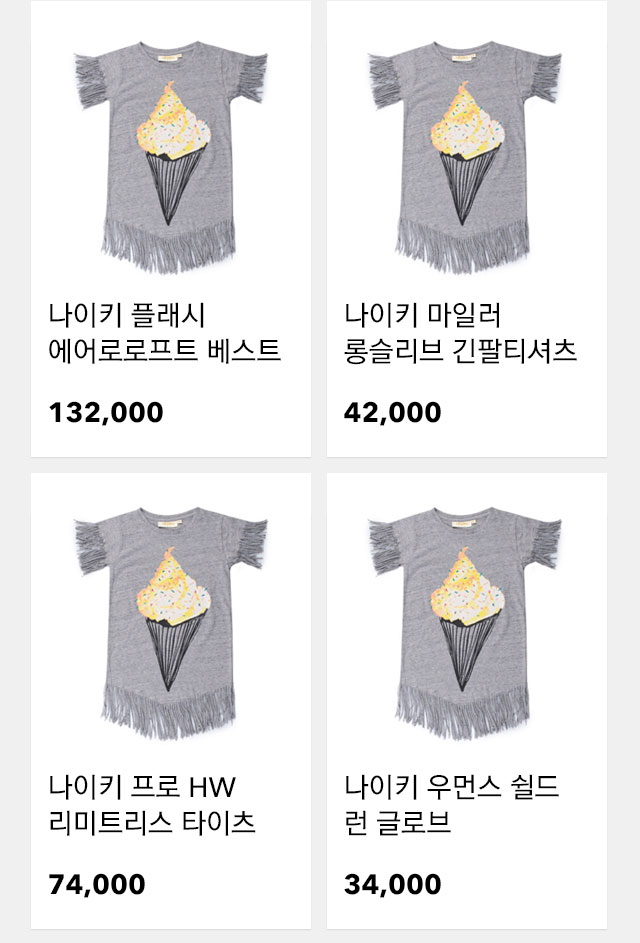 나이키 플래시
에어로로프트 베스트
132,000
나이키 마일러
롱슬리브 긴팔티셔츠
42,000
나이키 프로 HW
리미트리스 타이츠
74,000
나이키 우먼스 쉴드
런 글로브
34,000